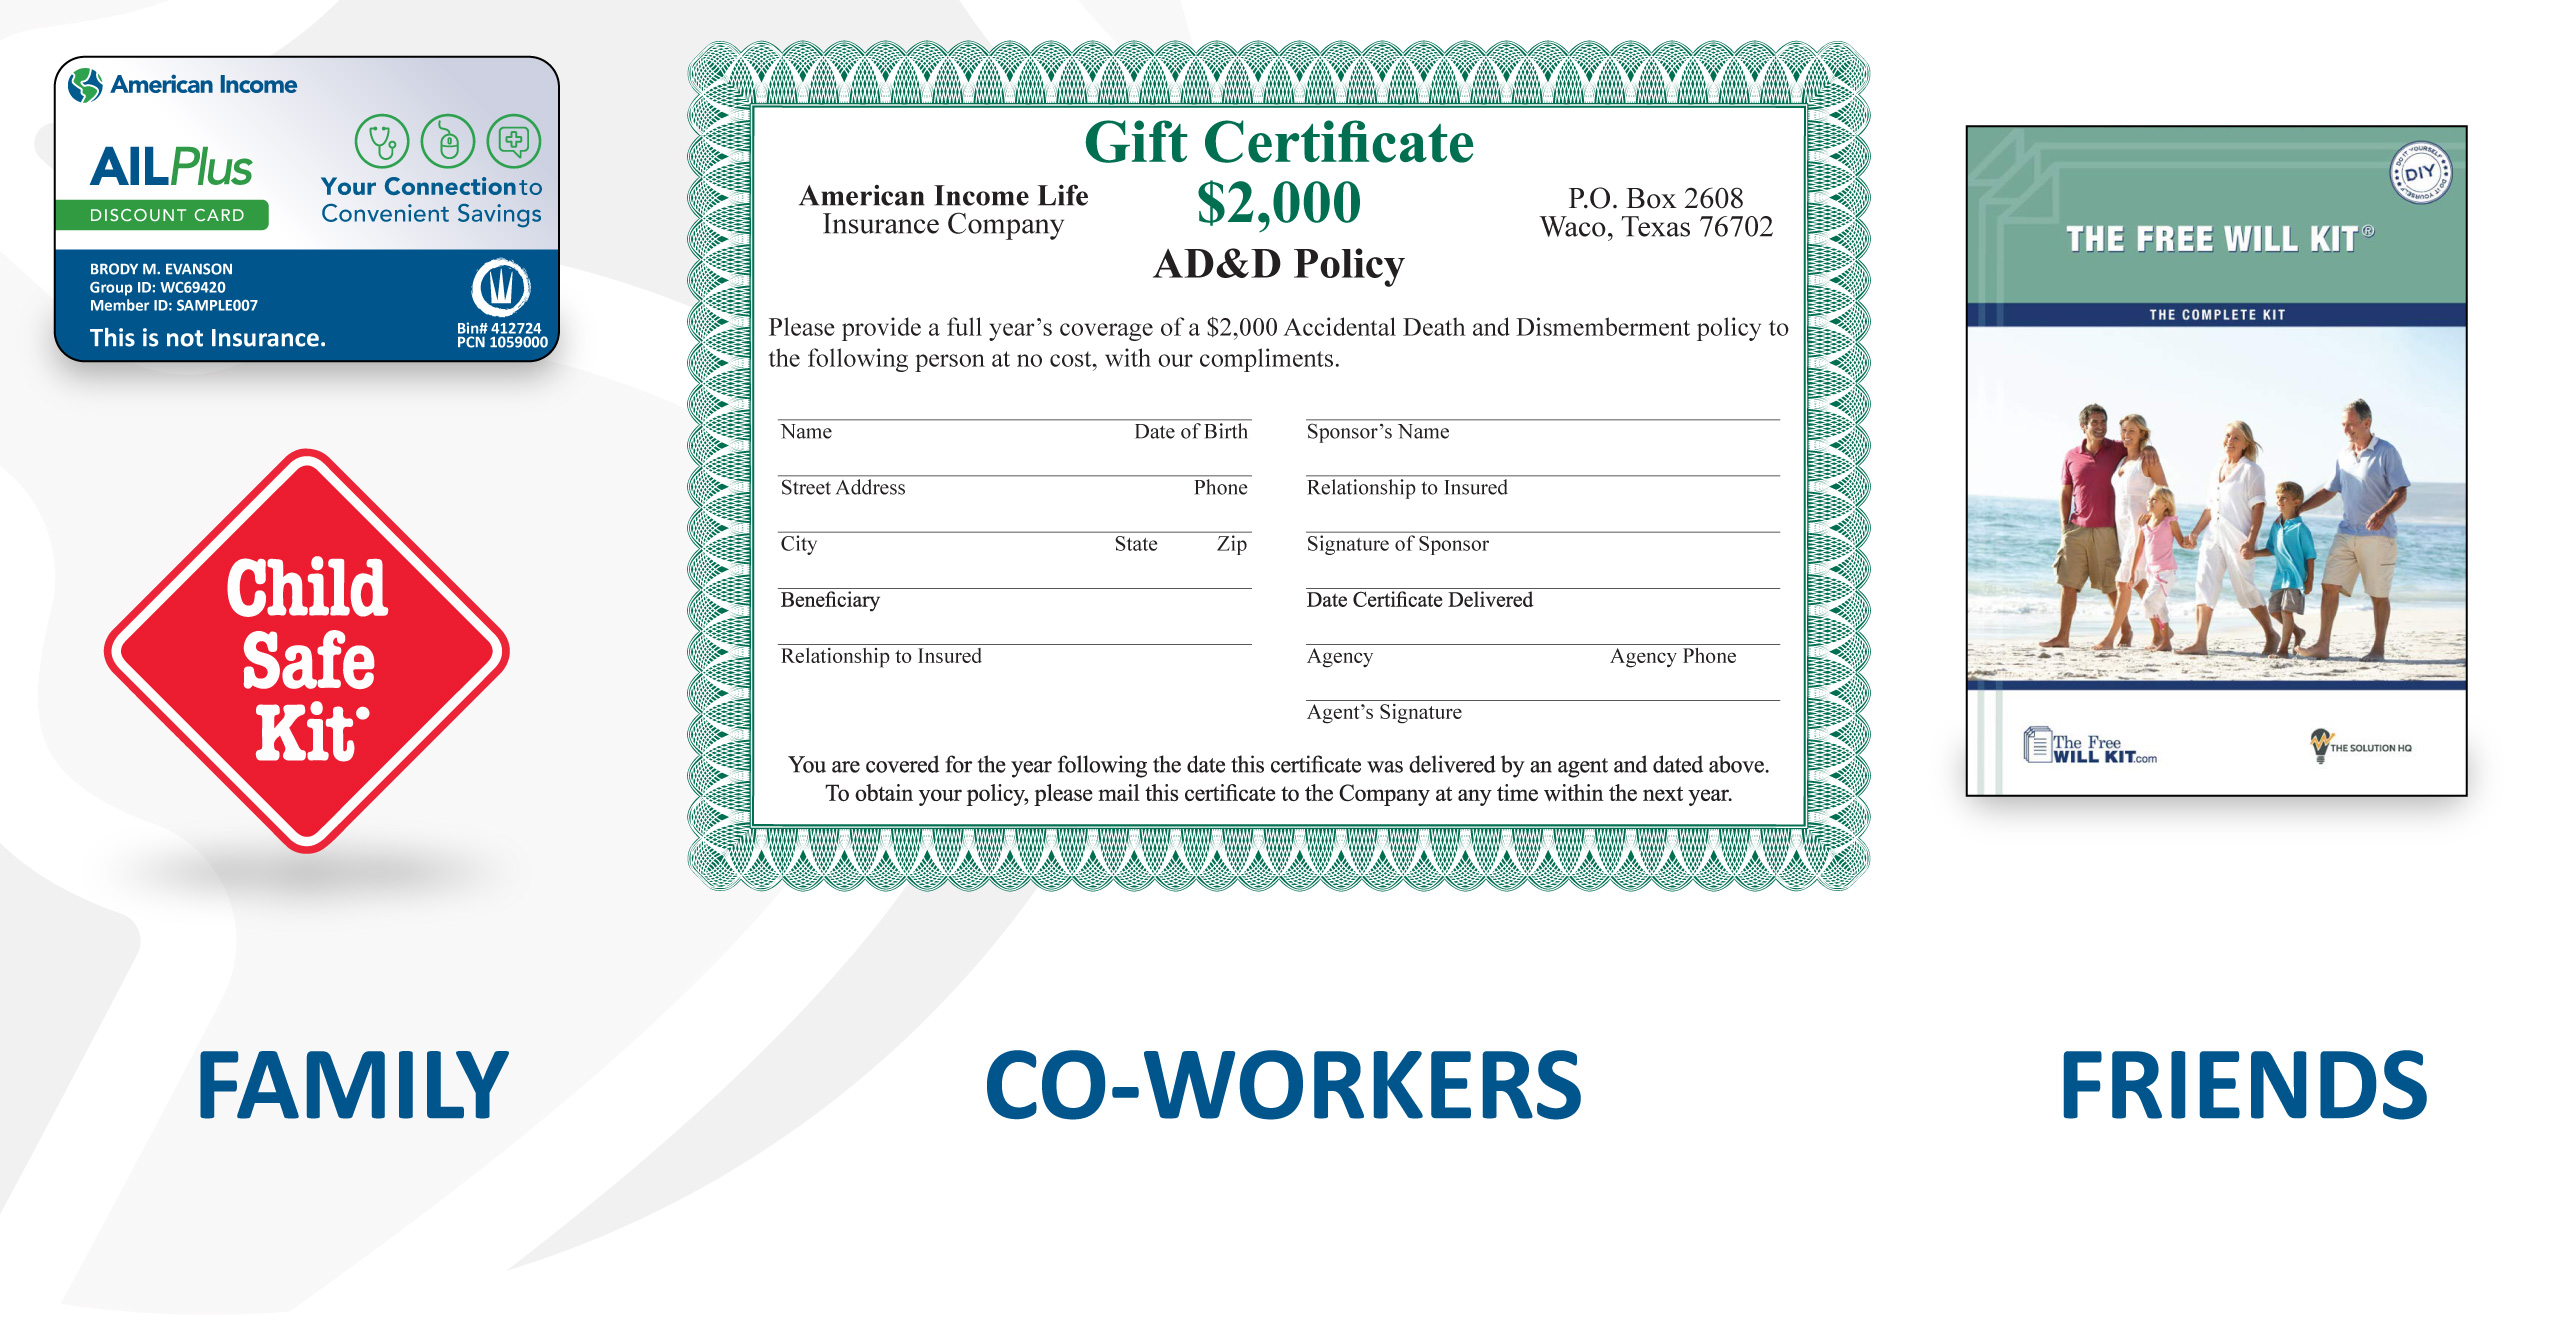 American Income
AILPlus
DISCOUNT CARD
Your Connection to
Convenient Savings
BRODY M. EVANSON
Group ID: WC69420
Member ID: SAMPLE007
This is not Insurance.
Bin# 412724
PCN 1059000
Child
Safe
Kit
Gift Certificate
American Income Life
Insurance Company
$2,000
P.O. Box 2608
Waco, Texas 76702
AD&D Policy
Please provide a full year’s coverage of a $2,000 Accidental Death and Dismemberment policy to
the following person at no cost, with our compliments.
Name Date of Birth Sponsor’s Name
Street Address Phone Relationship to Insured
City State Zip Signature of Sponsor
Beneficiary Date Certificate Delivered
Relationship to Insured Agency Agency Phone
Agent’s Signature
You are covered for the year following the date this certificate was delivered by an agent and dated above.
To obtain your policy, please mail this certificate to the Company at any time within the next year.
DO IT YOURSELF
DIY
DO IT YOURSELF
THE FREE WILL KIT®
THE COMPLETE KIT
The Free
WILL KIT.com
THE SOLUTION HQ
FAMILY
CO-WORKERS
FRIENDS